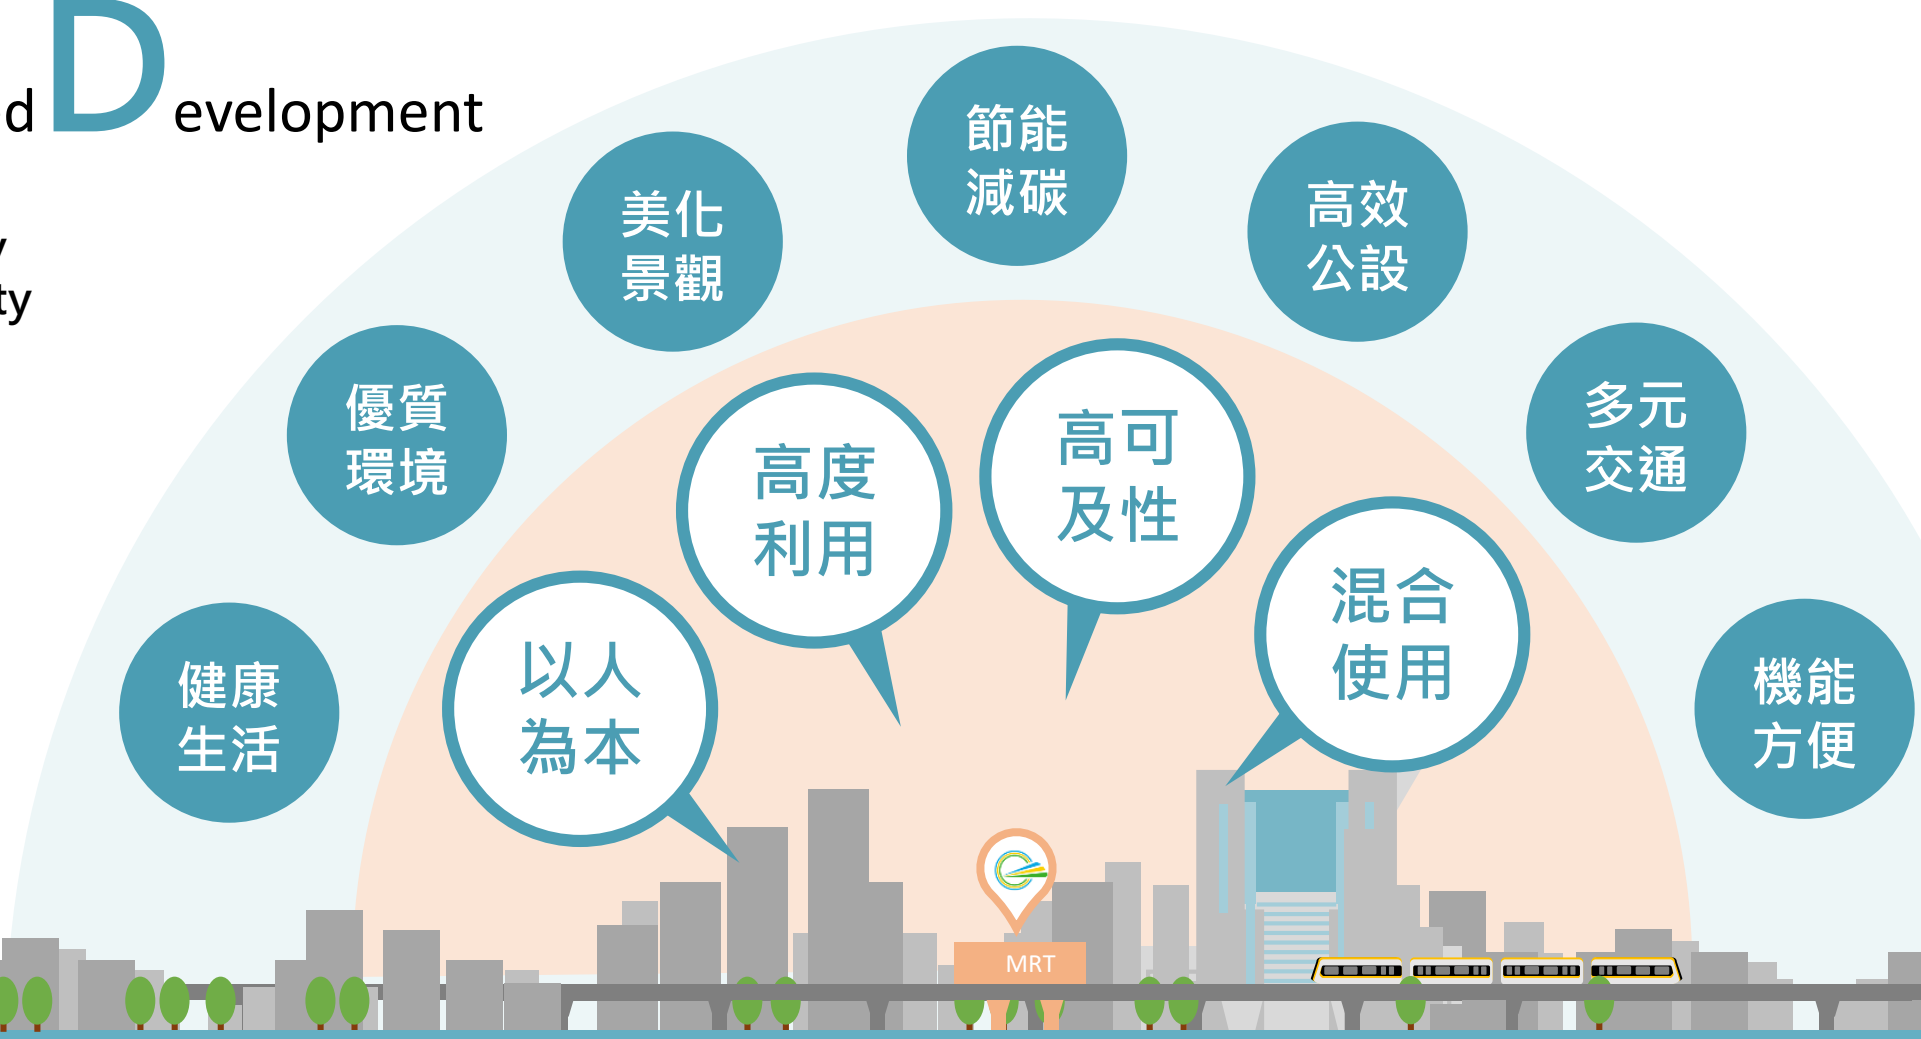 d Development
y
ty
節能
減碳
美化
景觀
高效
公設
優質
環境
多元
交通
健康
生活
機能
方便
高度
利用
高可
及性
以人
為本
混合
使用
MRT